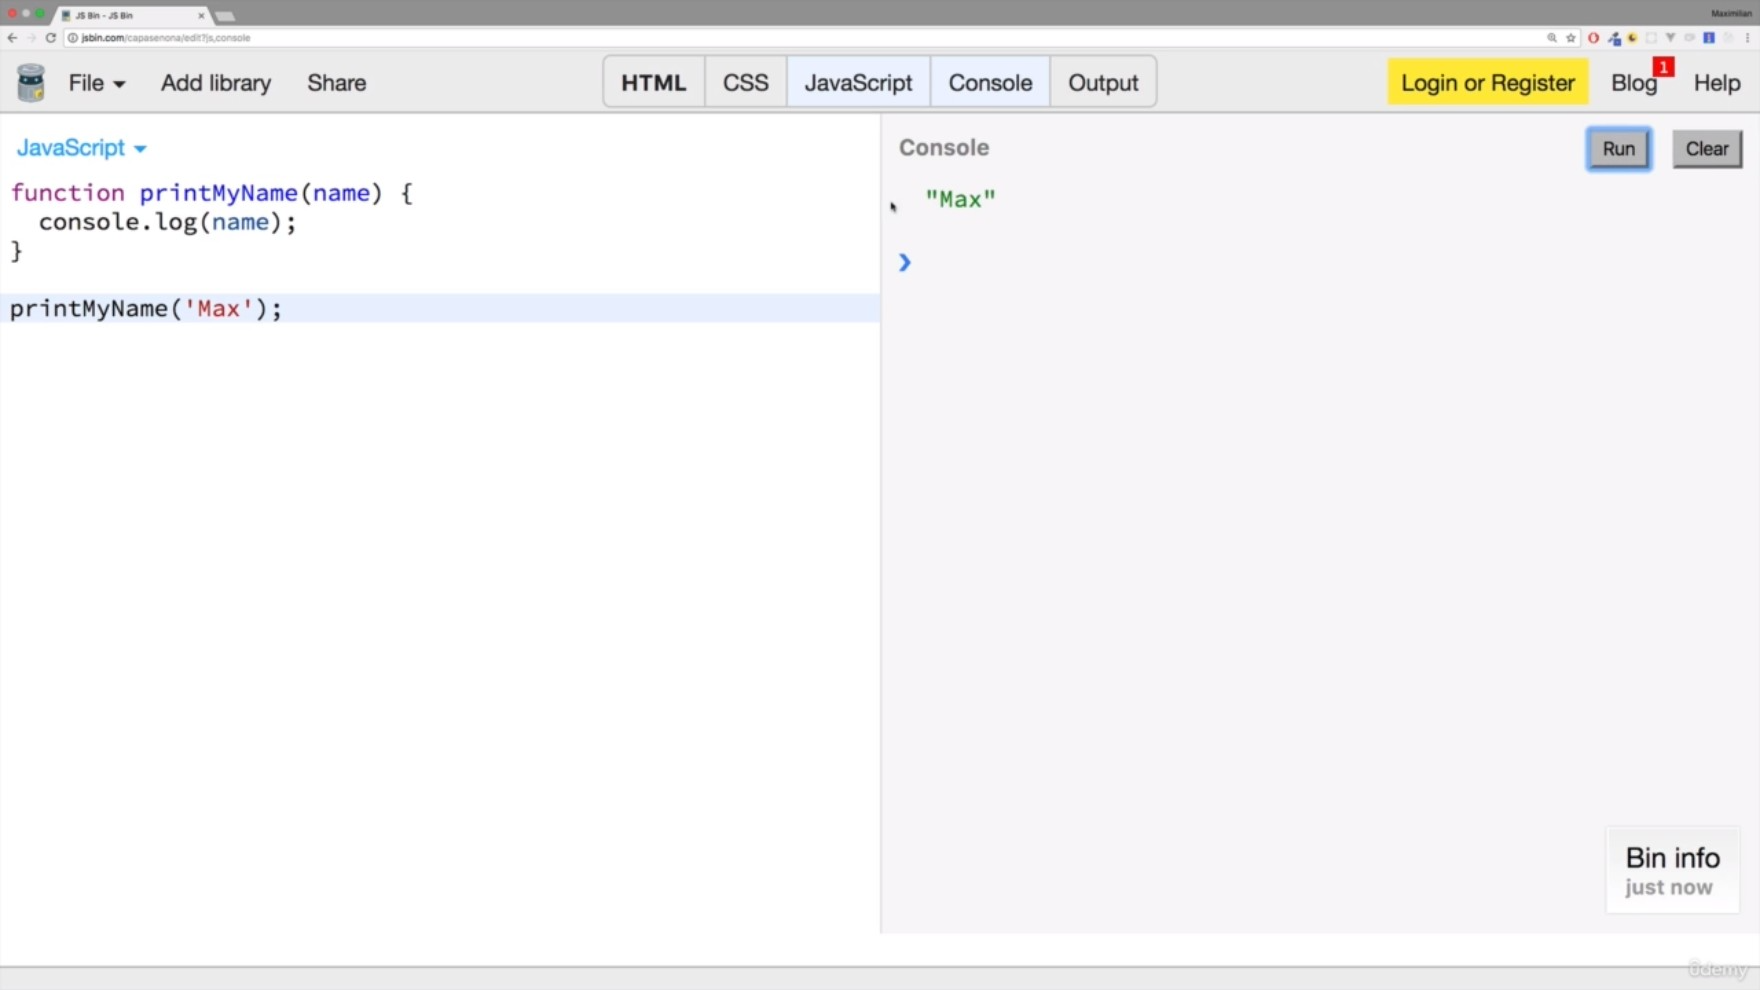 JS Bin - JS Bin
Maximilian
jsbin.com/capasenona/edit?js,console
File Add library Share HTML CSS JavaScript Console Output Login or Register Blog 1 Help
JavaScript
function printMyName(name) {
  console.log(name);
}
printMyName('Max');
Console Run Clear
"Max"
Bin info
just now
ûdemy